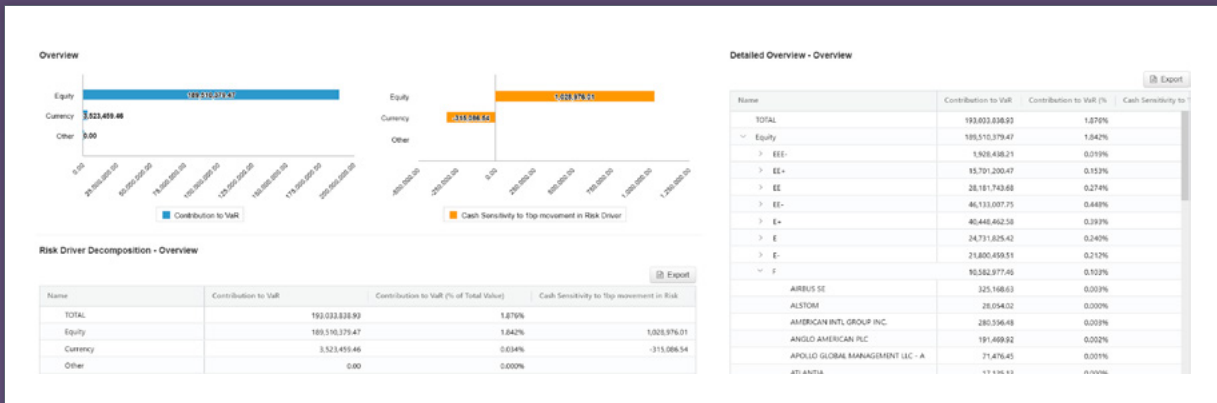 Overview
Equity 189,510,379.47
Currency 3,523,459.46
Other 0.00
0.00 25,000,000.00 50,000,000.00 75,000,000.00 100,000,000.00 125,000,000.00 150,000,000.00 175,000,000.00 200,000,000.00
Contribution to VaR
Equity 1,028,976.01
Currency -315,086.54
Other
-500,000.00 -250,000.00 0.00 250,000.00 500,000.00 750,000.00 1,000,000.00 1,250,000.00
Cash Sensitivity to 1bp movement in Risk Driver
Risk Driver Decomposition - Overview
Export
Name Contribution to VaR Contribution to VaR (% of Total Value) Cash Sensitivity to 1bp movement in Risk
TOTAL 193,033,838.93 1.876%
Equity 189,510,379.47 1.842% 1,028,976.01
Currency 3,523,459.46 0.034% -315,086.54
Other 0.00 0.000%
Detailed Overview - Overview
Export
Name Contribution to VaR Contribution to VaR (% Cash Sensitivity to
TOTAL 193,033,838.93 1.876%
Equity 189,510,379.47 1.842%
EEE- 1,928,438.21 0.019%
EE+ 15,701,200.47 0.153%
EE 28,181,743.68 0.274%
EE- 46,133,007.75 0.448%
E+ 40,448,462.58 0.393%
E 24,731,825.42 0.240%
E- 21,800,459.51 0.212%
F 10,582,977.46 0.103%
AIRBUS SE 325,168.63 0.003%
ALSTOM 28,054.02 0.000%
AMERICAN INTL GROUP INC. 280,556.48 0.003%
ANGLO AMERICAN PLC 191,469.92 0.002%
APOLLO GLOBAL MANAGEMENT LLC - A 71,476.45 0.001%
ATLANTIA 0.000%